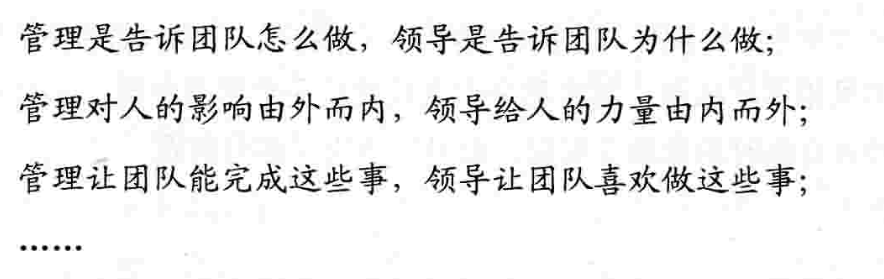 管理是告诉团队怎么做，领导是告诉团队为什么做；
管理对人的影响由外而内，领导给人的力量由内而外；
管理让团队能完成这些事，领导让团队喜欢做这些事；
……